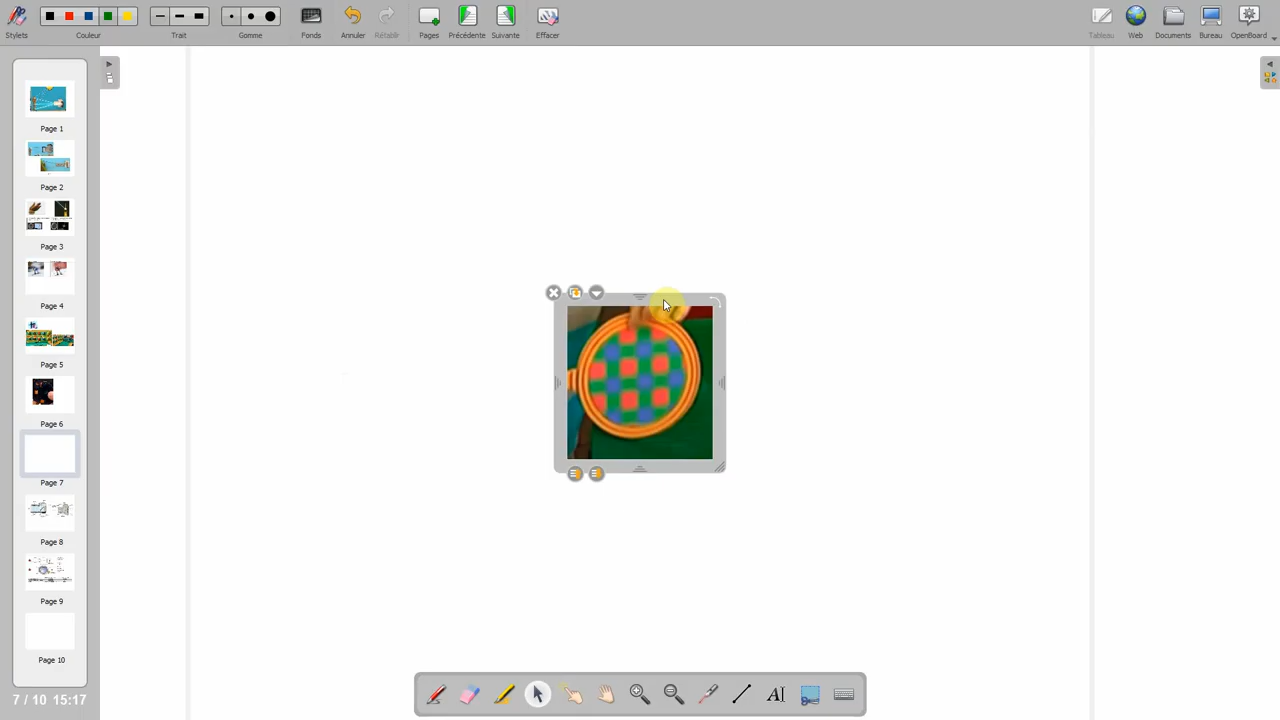 Stylets Couleur Trait Gomme Fonds Annuler Rétablir Pages Précédente Suivante Effacer Tableau Web Documents Bureau OpenBoard
Page 1
Page 2
Page 3
Page 4
Page 5
Page 6
Page 7
Page 8
Page 9
Page 10
7 / 10 15:17
AI